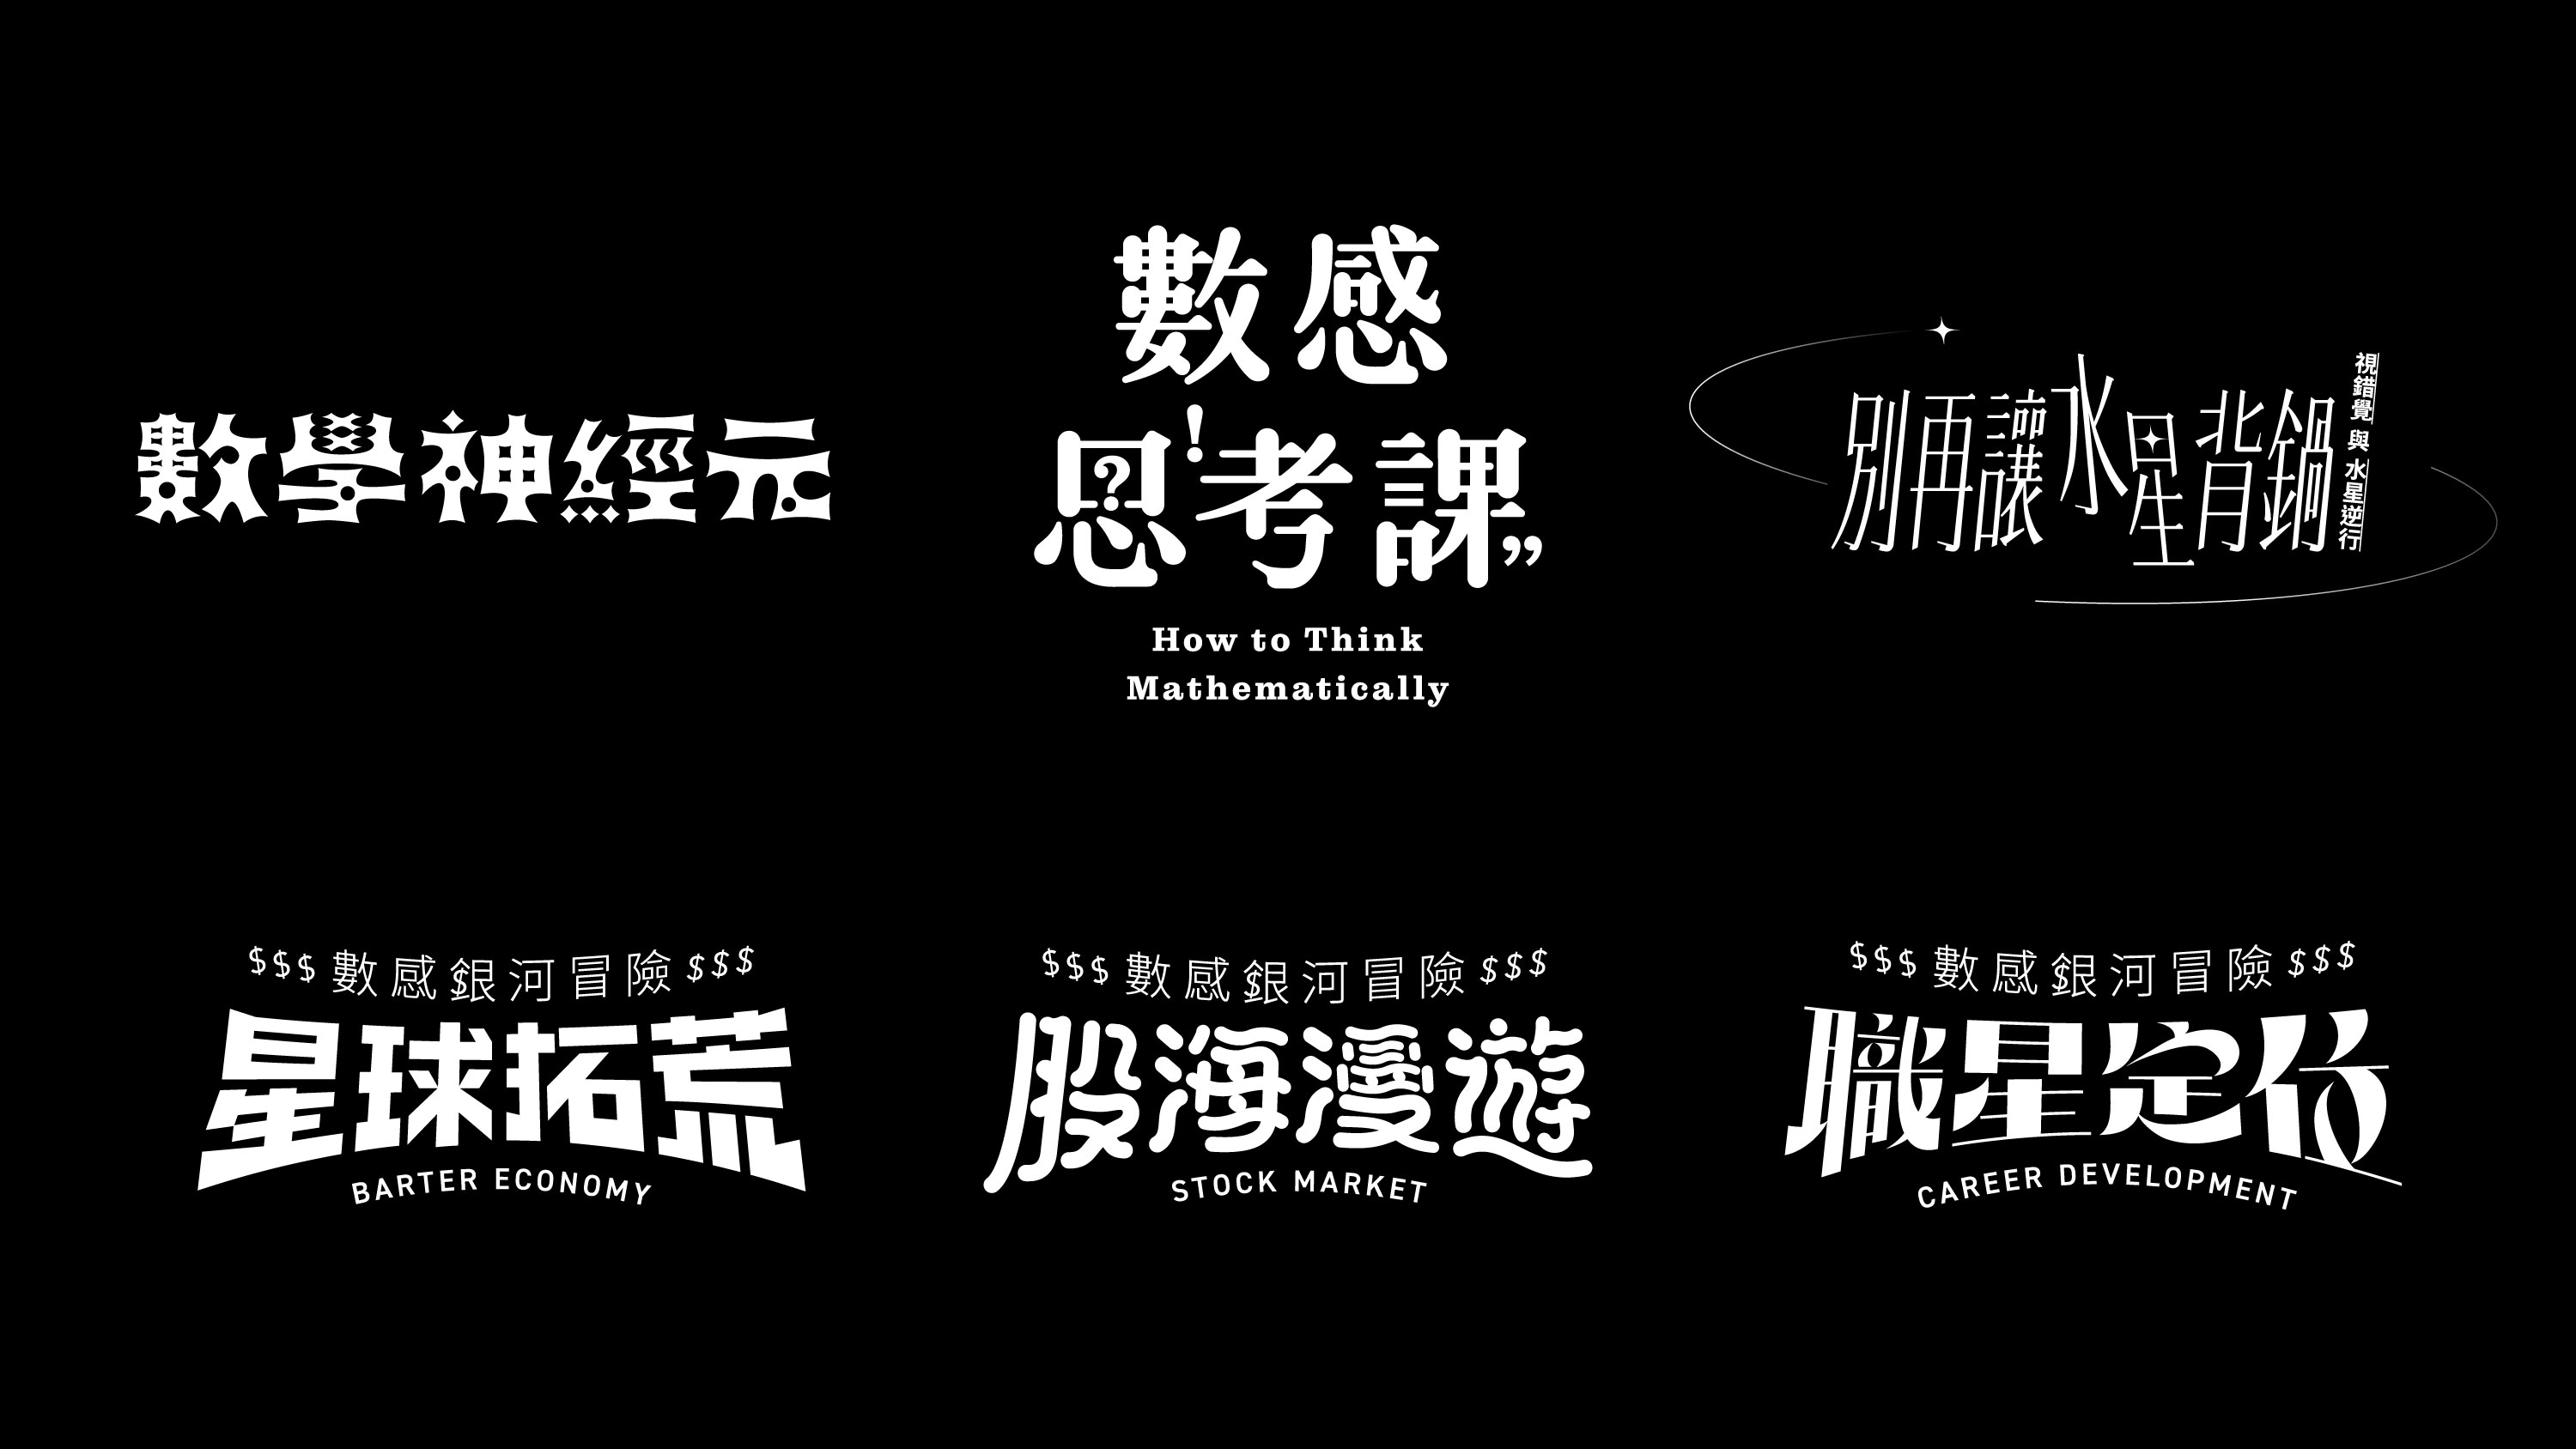 數學神經元
數感
思考課
How to Think
Mathematically
別再讓水星背鍋
視錯覺與水星逆行
$$$ 數感銀河冒險 $$$
星球拓荒
BARTER ECONOMY
$$$ 數感銀河冒險 $$$
股海漫遊
STOCK MARKET
$$$ 數感銀河冒險 $$$
職星定位
CAREER DEVELOPMENT